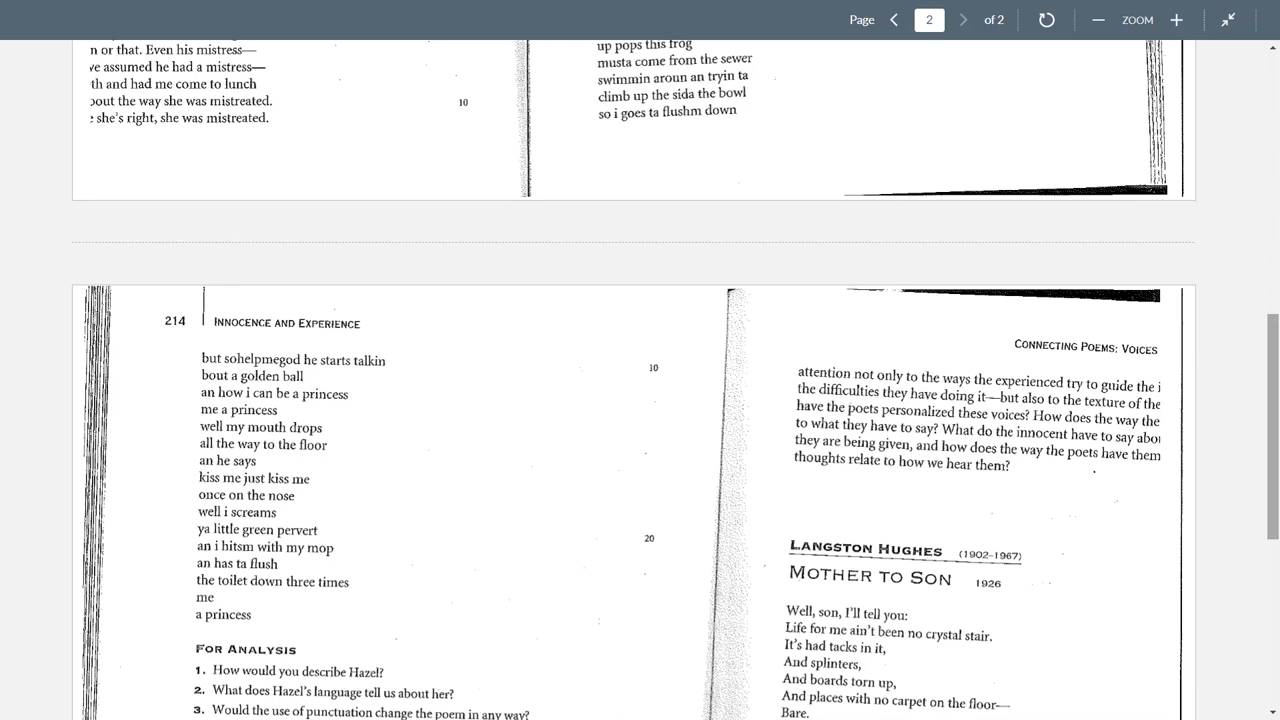 Page 2 of 2 ZOOM
n or that. Even his mistress—
ve assumed he had a mistress—
th and had me come to lunch
out the way she was mistreated. 10
she's right, she was mistreated.
up pops this frog
musta come from the sewer
swimmin aroun an tryin ta
climb up the sida the bowl
so i goes ta flushm down
214 INNOCENCE AND EXPERIENCE
but sohelpmegod he starts talkin 10
bout a golden ball
an how i can be a princess
me a princess
well my mouth drops
all the way to the floor
an he says
kiss me just kiss me
once on the nose
well i screams
ya little green pervert 20
an i hitsm with my mop
an has ta flush
the toilet down three times
me
a princess
FOR ANALYSIS
1. How would you describe Hazel?
2. What does Hazel's language tell us about her?
3. Would the use of punctuation change the poem in any way?
CONNECTING POEMS: VOICES
attention not only to the ways the experienced try to guide the i
the difficulties they have doing it—but also to the texture of the
have the poets personalized these voices? How does the way the
to what they have to say? What do the innocent have to say abou
they are being given, and how does the way the poets have them
thoughts relate to how we hear them?
LANGSTON HUGHES (1902–1967)
MOTHER TO SON 1926
Well, son, I'll tell you:
Life for me ain't been no crystal stair.
It's had tacks in it,
And splinters,
And boards torn up,
And places with no carpet on the floor—
Bare.